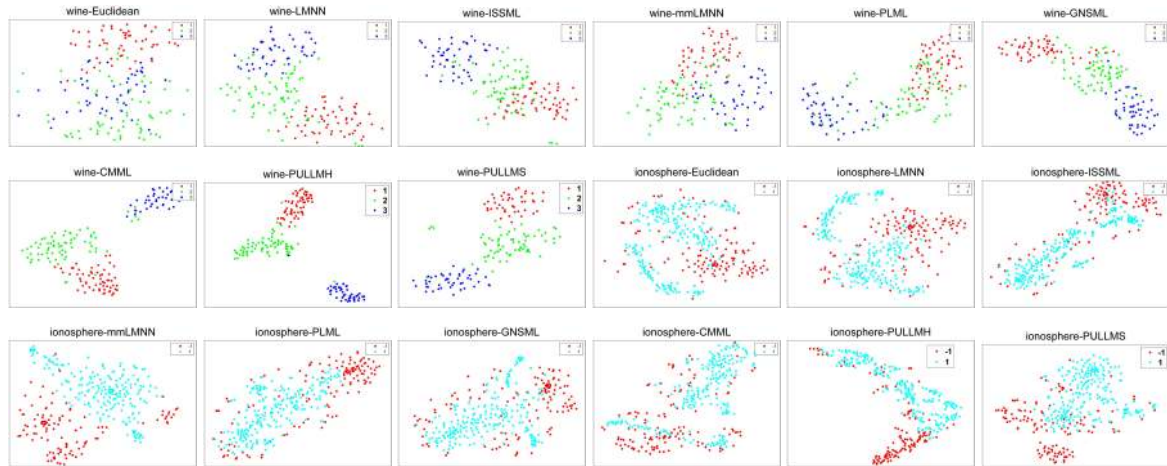 wine-Euclidean
wine-LMNN
wine-ISSML
wine-mmLMNN
wine-PLML
wine-GNSML
wine-CMML
wine-PULLMH
1
2
3
wine-PULLMS
1
2
3
ionosphere-Euclidean
ionosphere-LMNN
ionosphere-ISSML
ionosphere-mmLMNN
ionosphere-PLML
ionosphere-GNSML
ionosphere-CMML
ionosphere-PULLMH
-1
1
ionosphere-PULLMS
-1
1